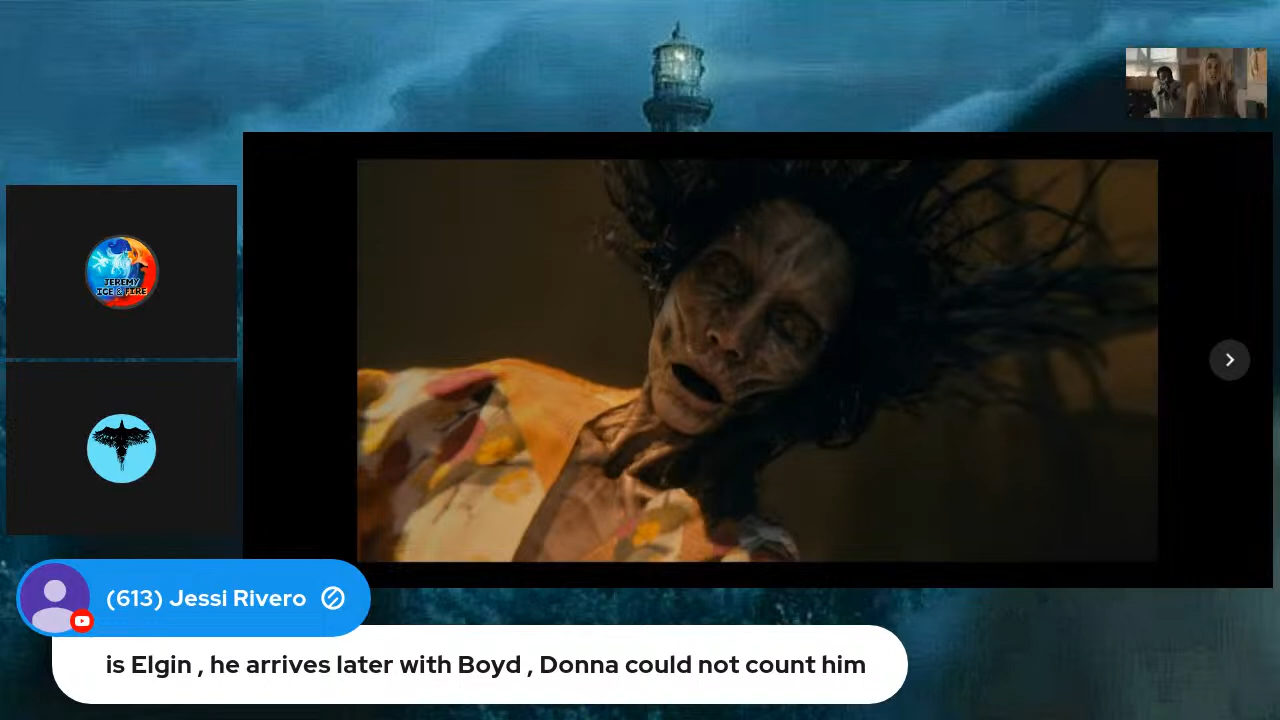 JEREMY
ICE & FIRE
(613) Jessi Rivero
is Elgin , he arrives later with Boyd , Donna could not count him